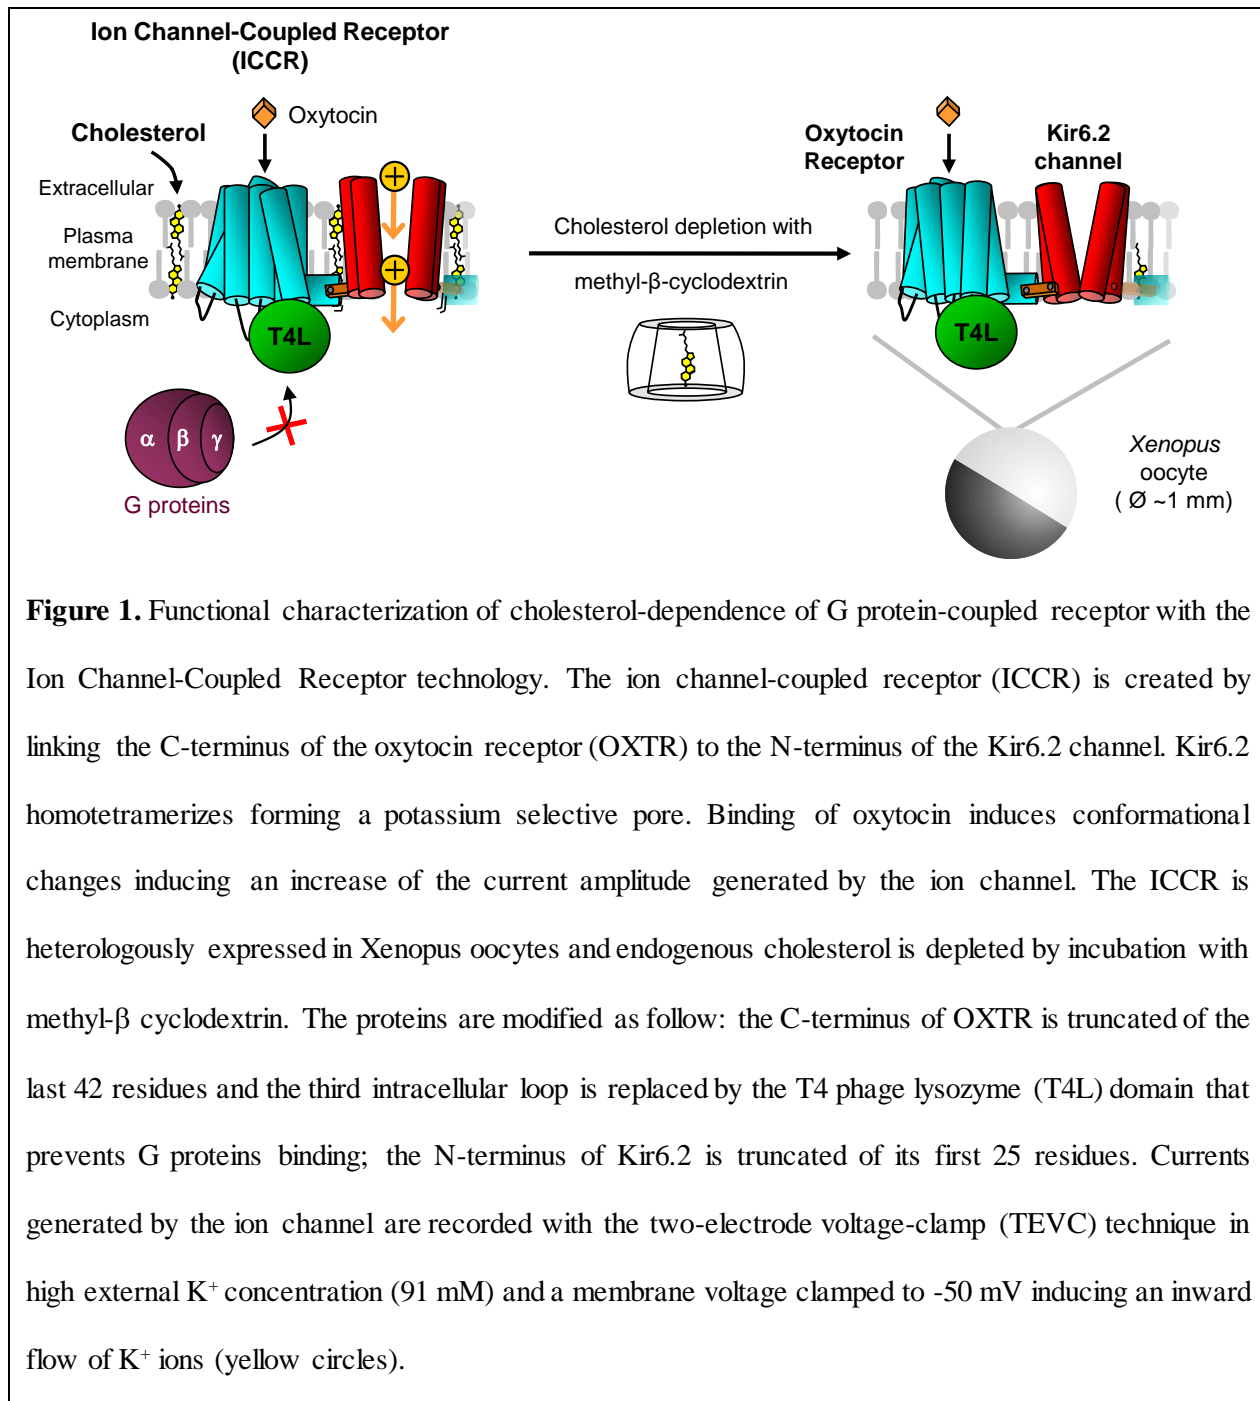 Ion Channel-Coupled Receptor
(ICCR)
Oxytocin
Cholesterol
Extracellular
Plasma
membrane
Cytoplasm
T4L
α β γ
G proteins
Cholesterol depletion with
methyl-β-cyclodextrin
Oxytocin
Receptor
Kir6.2
channel
T4L
Xenopus
oocyte
( Ø ~1 mm)
Figure 1. Functional characterization of cholesterol-dependence of G protein-coupled receptor with the
Ion Channel-Coupled Receptor technology. The ion channel-coupled receptor (ICCR) is created by
linking the C-terminus of the oxytocin receptor (OXTR) to the N-terminus of the Kir6.2 channel. Kir6.2
homotetramerizes forming a potassium selective pore. Binding of oxytocin induces conformational
changes inducing an increase of the current amplitude generated by the ion channel. The ICCR is
heterologously expressed in Xenopus oocytes and endogenous cholesterol is depleted by incubation with
methyl-β cyclodextrin. The proteins are modified as follow: the C-terminus of OXTR is truncated of the
last 42 residues and the third intracellular loop is replaced by the T4 phage lysozyme (T4L) domain that
prevents G proteins binding; the N-terminus of Kir6.2 is truncated of its first 25 residues. Currents
generated by the ion channel are recorded with the two-electrode voltage-clamp (TEVC) technique in
high external K⁺ concentration (91 mM) and a membrane voltage clamped to -50 mV inducing an inward
flow of K⁺ ions (yellow circles).